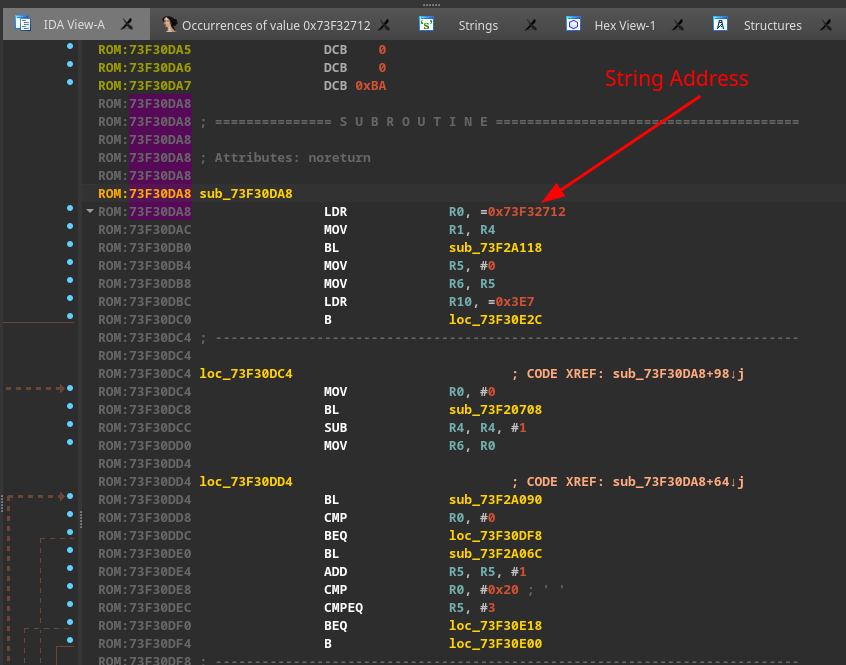 IDA View-A Occurrences of value 0x73F32712 Strings Hex View-1 Structures
ROM:73F30DA5 DCB 0
ROM:73F30DA6 DCB 0
ROM:73F30DA7 DCB 0xBA
String Address
ROM:73F30DA8
ROM:73F30DA8 ; =============== S U B R O U T I N E =======================================
ROM:73F30DA8
ROM:73F30DA8 ; Attributes: noreturn
ROM:73F30DA8
ROM:73F30DA8 sub_73F30DA8
ROM:73F30DA8 LDR R0, =0x73F32712
ROM:73F30DAC MOV R1, R4
ROM:73F30DB0 BL sub_73F2A118
ROM:73F30DB4 MOV R5, #0
ROM:73F30DB8 MOV R6, R5
ROM:73F30DBC LDR R10, =0x3E7
ROM:73F30DC0 B loc_73F30E2C
ROM:73F30DC4 ; ---------------------------------------------------------------------------
ROM:73F30DC4
ROM:73F30DC4 loc_73F30DC4 ; CODE XREF: sub_73F30DA8+98↓j
ROM:73F30DC4 MOV R0, #0
ROM:73F30DC8 BL sub_73F20708
ROM:73F30DCC SUB R4, R4, #1
ROM:73F30DD0 MOV R6, R0
ROM:73F30DD4
ROM:73F30DD4 loc_73F30DD4 ; CODE XREF: sub_73F30DA8+64↓j
ROM:73F30DD4 BL sub_73F2A090
ROM:73F30DD8 CMP R0, #0
ROM:73F30DDC BEQ loc_73F30DF8
ROM:73F30DE0 BL sub_73F2A06C
ROM:73F30DE4 ADD R5, R5, #1
ROM:73F30DE8 CMP R0, #0x20 ; ' '
ROM:73F30DEC CMPEQ R5, #3
ROM:73F30DF0 BEQ loc_73F30E18
ROM:73F30DF4 B loc_73F30E00
ROM:73F30DF8 ; ---------------------------------------------------------------------------